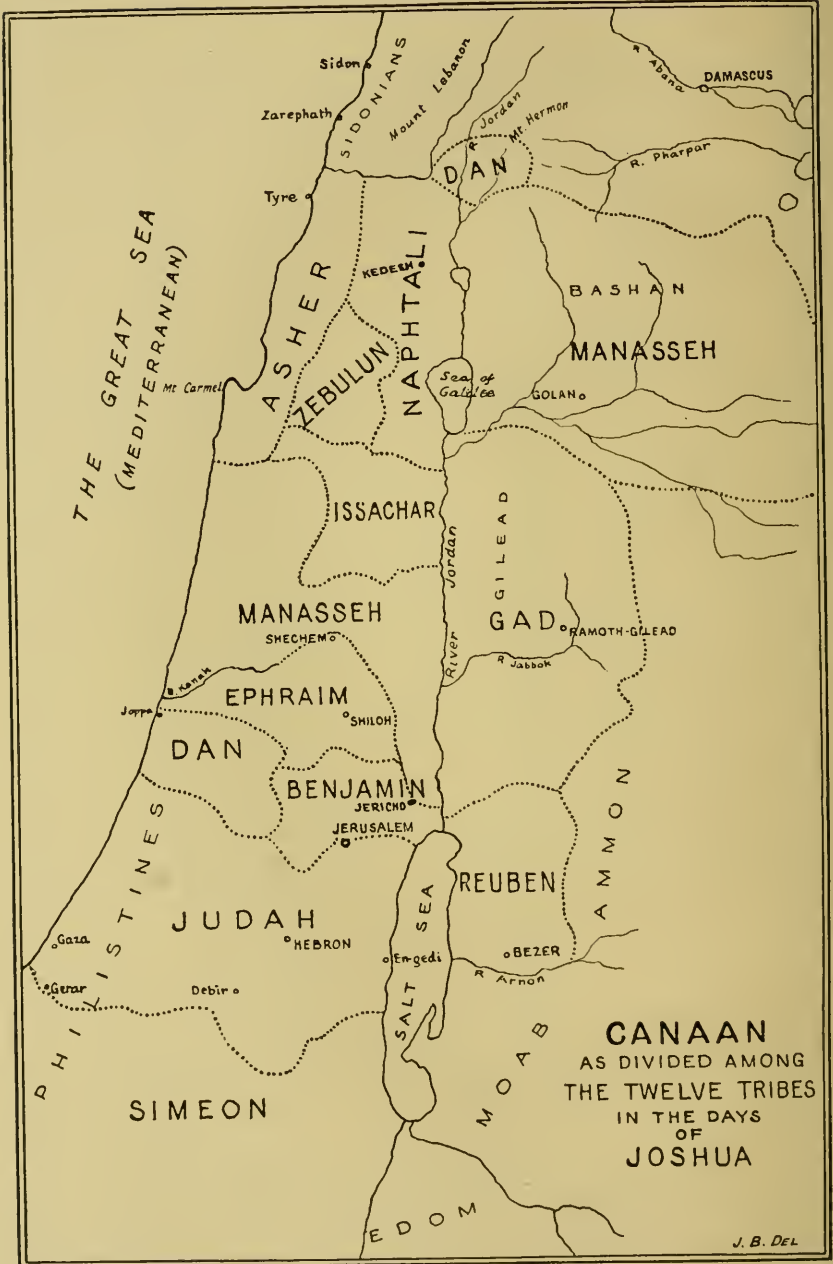 Sidon
SIDONIANS
Mount Lebanon
R Abana
DAMASCUS
Zarephath
R Jordan
Mt. Hermon
DAN
R. Pharpar
Tyre
THE GREAT SEA
(MEDITERRANEAN)
ASHER
KEDESH
NAPHTALI
BASHAN
MANASSEH
ZEBULUN
Mt Carmel
Sea of
Galilee
GOLAN
ISSACHAR
River Jordan
GILEAD
MANASSEH
SHECHEM
GAD
RAMOTH-GILEAD
R Jabbok
R. Kanah
EPHRAIM
Joppa
SHILOH
DAN
BENJAMIN
JERICHO
JERUSALEM
AMMON
PHILISTINES
REUBEN
JUDAH
SALT SEA
Gaza
HEBRON
En-gedi
BEZER
R Arnon
Gerar
Debir
MOAB
SIMEON
EDOM
CANAAN
AS DIVIDED AMONG
THE TWELVE TRIBES
IN THE DAYS
OF
JOSHUA
J. B. DEL